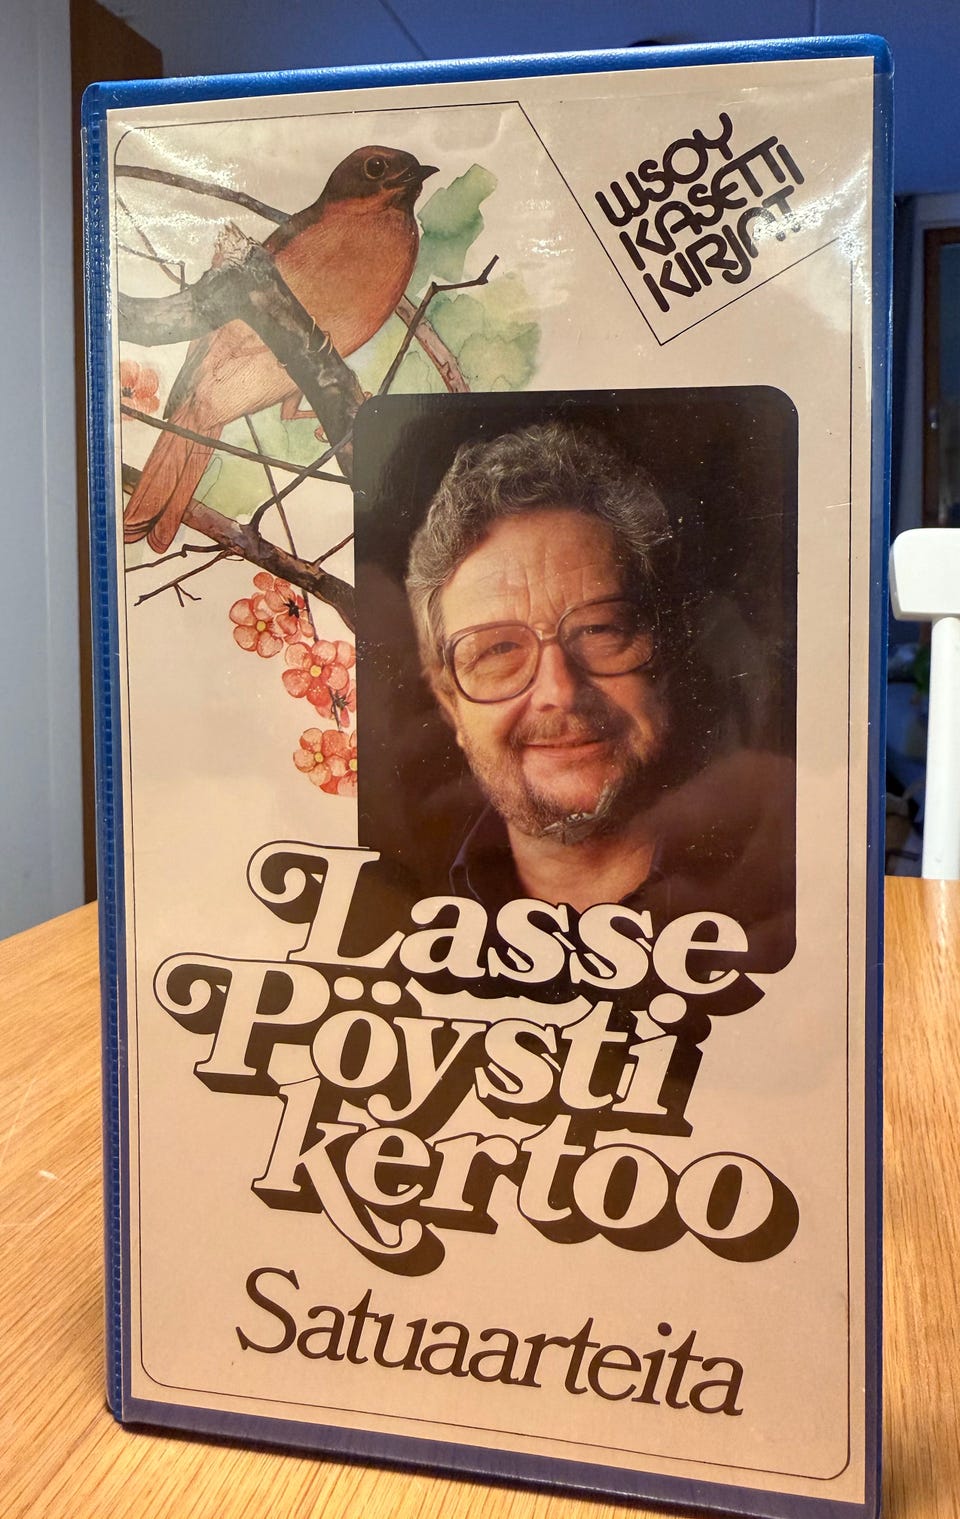 WSOY
KASETTI
KIRJAT
Lasse
Pöysti
kertoo
Satuaarteita